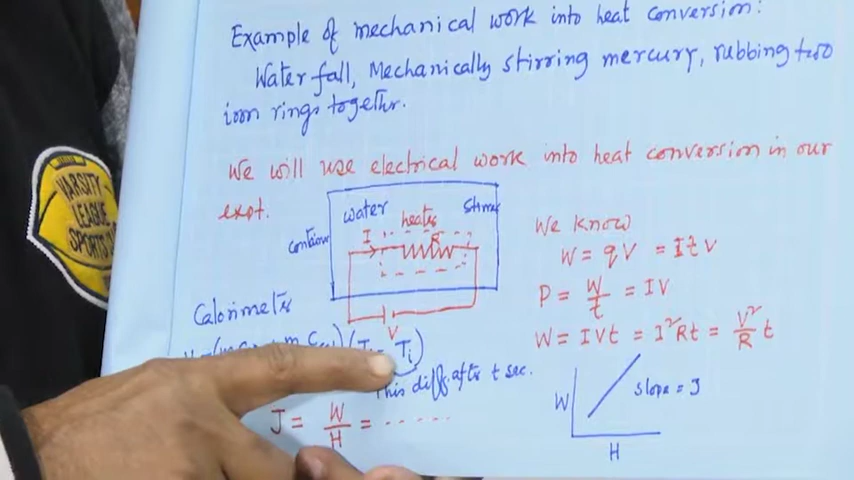 Example of mechanical work into heat conversion:
Water fall, Mechanically stirring mercury, rubbing two
iron rings together.
We will use electrical work into heat conversion in our
expt.
water heater
I R
V
Calorimeter
Ti)
This diff. after t sec.
J = W/H = - - - - - -
We know
W = qV = ItV
P = W/t = IV
W = IVt = I²Rt = V²/R t
W
Slope = J
H
VARSITY
LEAGUE
SPORTS